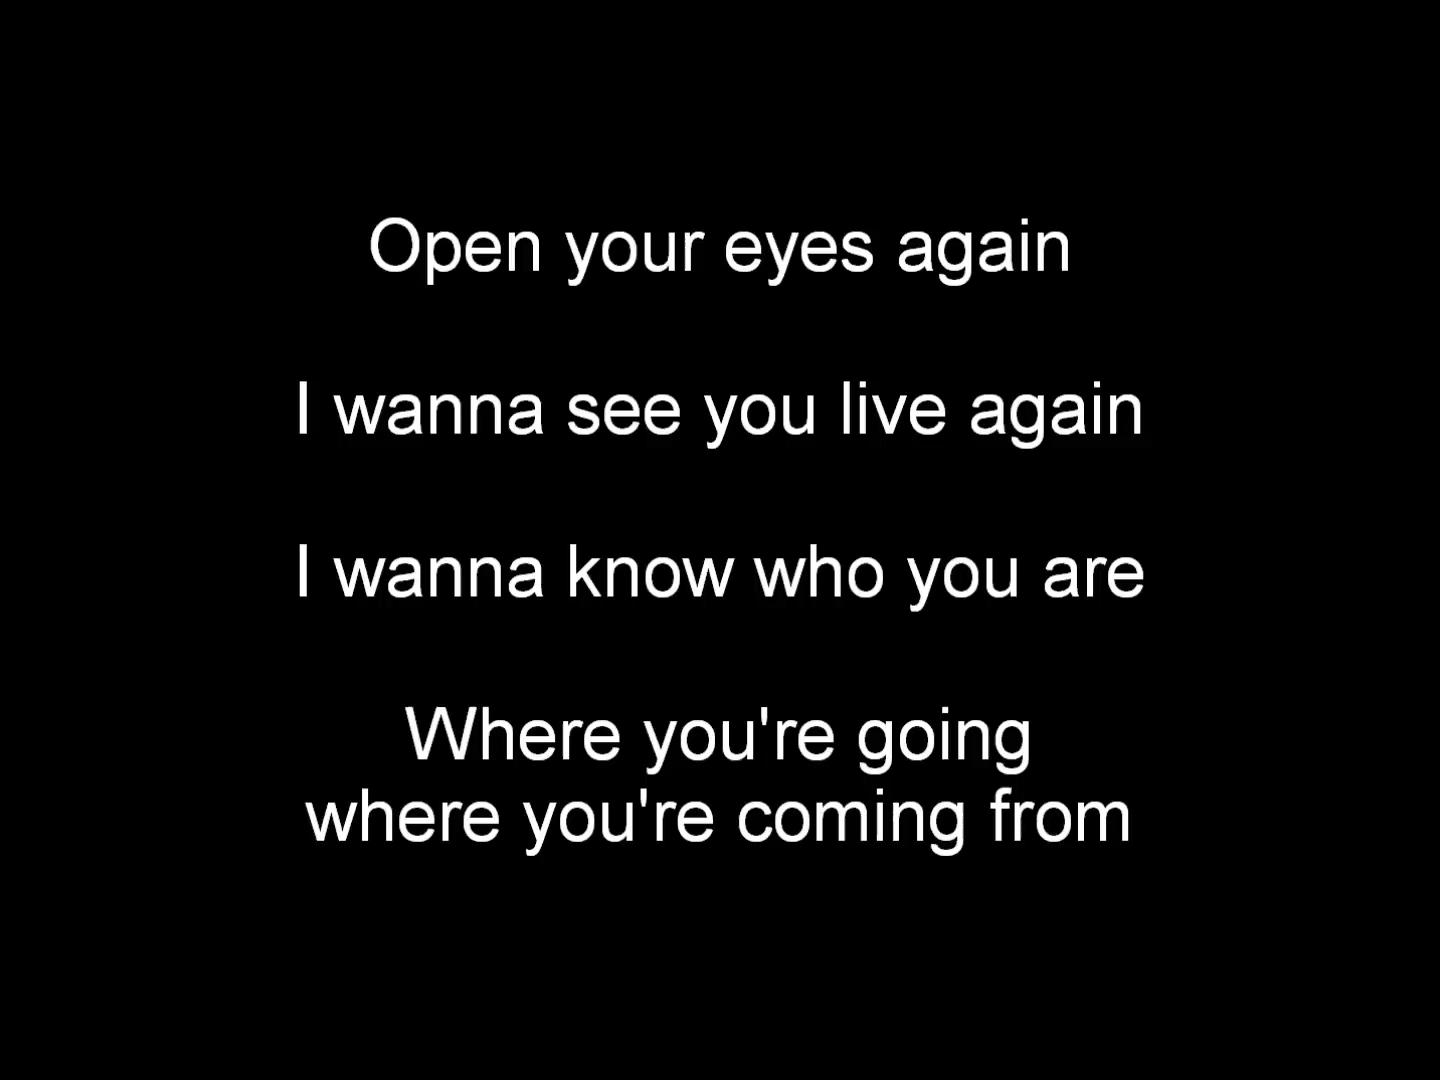 Open your eyes again
I wanna see you live again
I wanna know who you are
Where you're going
where you're coming from